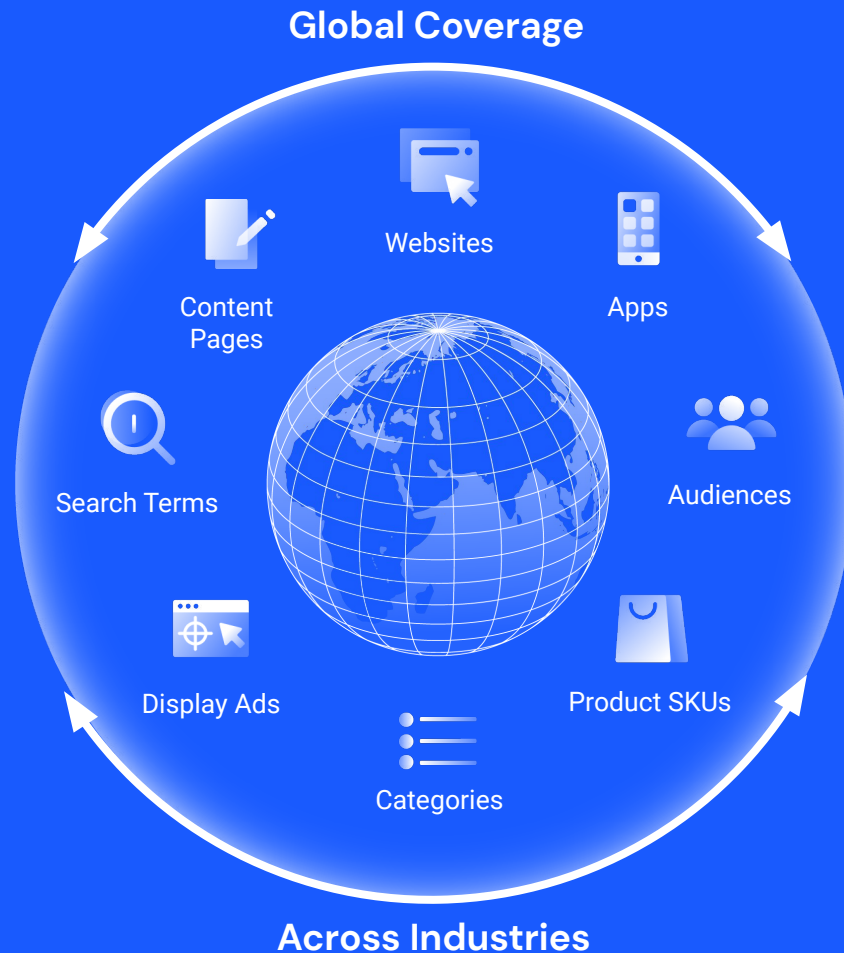 Global Coverage
Websites
Apps
Content
Pages
Audiences
Search Terms
Product SKUs
Display Ads
Categories
Across Industries